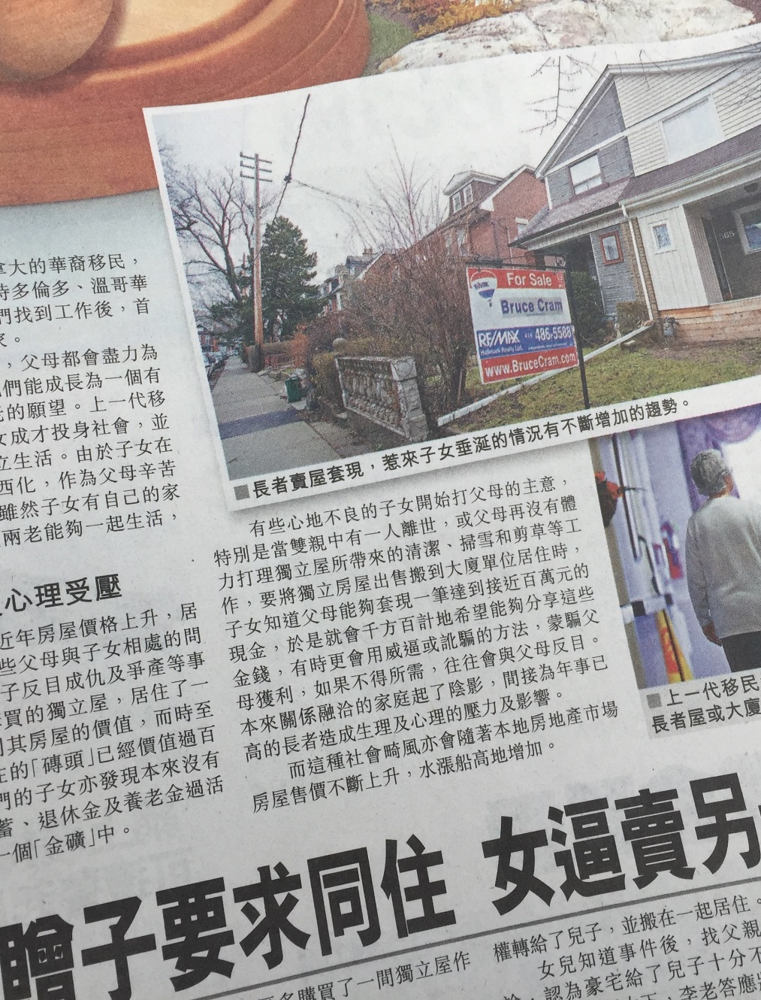 For Sale
RE/MAX
Bruce Cram
RE/MAX 416 486-5588
Hallmark Realty Ltd.
www.BruceCram.com
565
長者賣屋套現，惹來子女垂涎的情況有不斷增加的趨勢。
大的華裔移民，
多倫多、溫哥華
們找到工作後，首
家。
，父母都會盡力為
們能成長為一個有
的願望。上一代移
女成才投身社會，並
立生活。由於子女在
西化，作為父母辛苦
雖然子女有自己的家
兩老能夠一起生活，
心理受壓
近年房屋價格上升，居
些父母與子女相處的問
子反目成仇及爭產等事
買的獨立屋，居住了一
其房屋的價值，而時至
在的「磚頭」已經價值過百
們的子女亦發現本來沒有
蓄、退休金及養老金過活
一個「金礦」中。
有些心地不良的子女開始打父母的主意，
特別是當雙親中有一人離世，或父母再沒有體
力打理獨立屋所帶來的清潔、掃雪和剪草等工
作，要將獨立房屋出售搬到大廈單位居住時，
子女知道父母能夠套現一筆達到接近百萬元的
現金，於是就會千方百計地希望能夠分享這些
金錢，有時更會用威逼或訛騙的方法，蒙騙父
母獲利，如果不得所需，往往會與父母反目。
本來關係融洽的家庭起了陰影，間接為年事已
高的長者造成生理及心理的壓力及影響。
而這種社會畸風亦會隨著本地房地產市場
房屋售價不斷上升，水漲船高地增加。
上一代移民
長者屋或大廈
贈子要求同住 女逼賣另
名購買了一間獨立屋作
權轉給了兒子，並搬在一起居住。
女兒知道事件後，找父親
，認為豪宅給了兒子十分不
，李老答應將